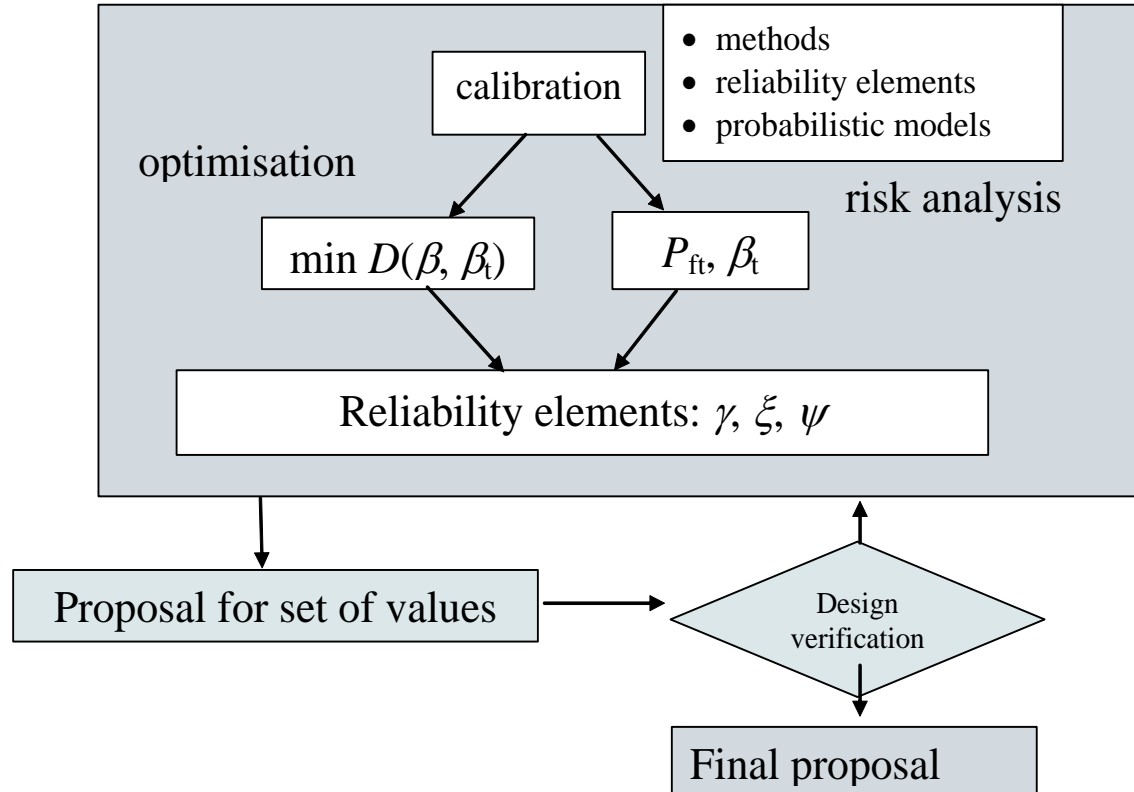 • methods
• reliability elements
• probabilistic models
calibration
optimisation
risk analysis
min D(β, βt)
Pft, βt
Reliability elements: γ, ξ, ψ
Proposal for set of values
Design
verification
Final proposal